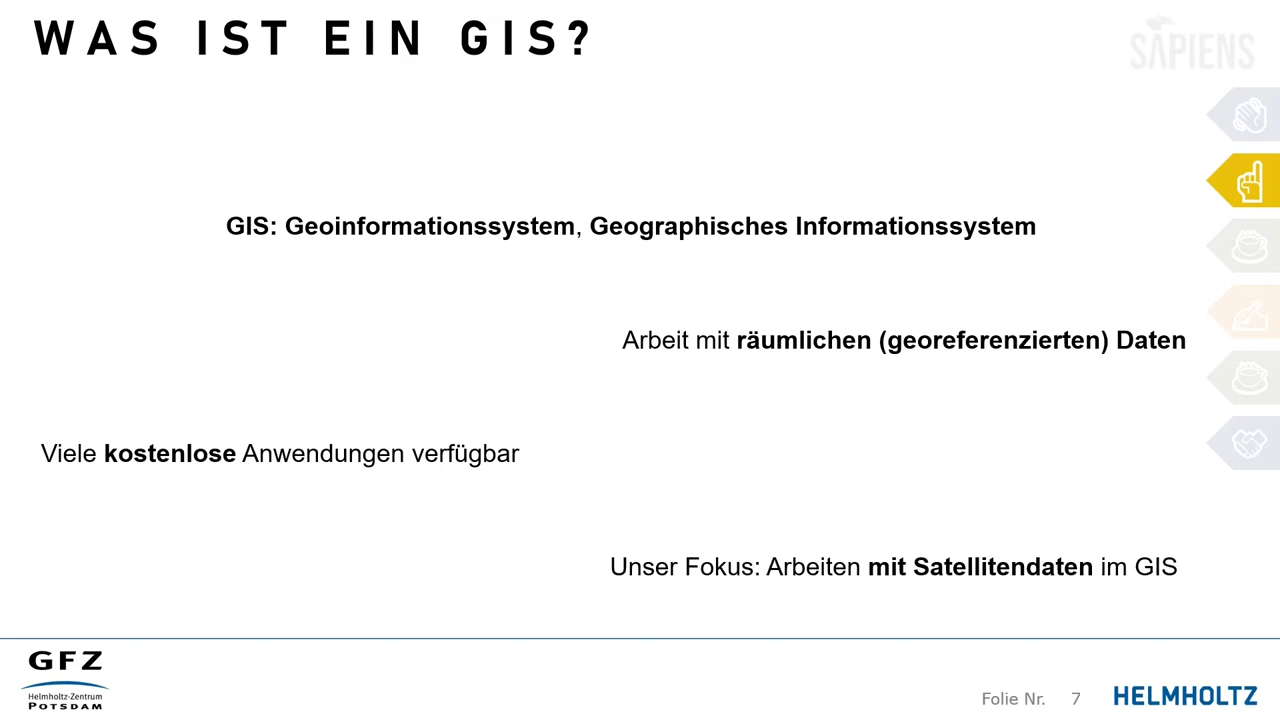 WAS IST EIN GIS?
SAPIENS
GIS: Geoinformationssystem, Geographisches Informationssystem
Arbeit mit räumlichen (georeferenzierten) Daten
Viele kostenlose Anwendungen verfügbar
Unser Fokus: Arbeiten mit Satellitendaten im GIS
GFZ
Helmholtz-Zentrum
POTSDAM
Folie Nr. 7
HELMHOLTZ